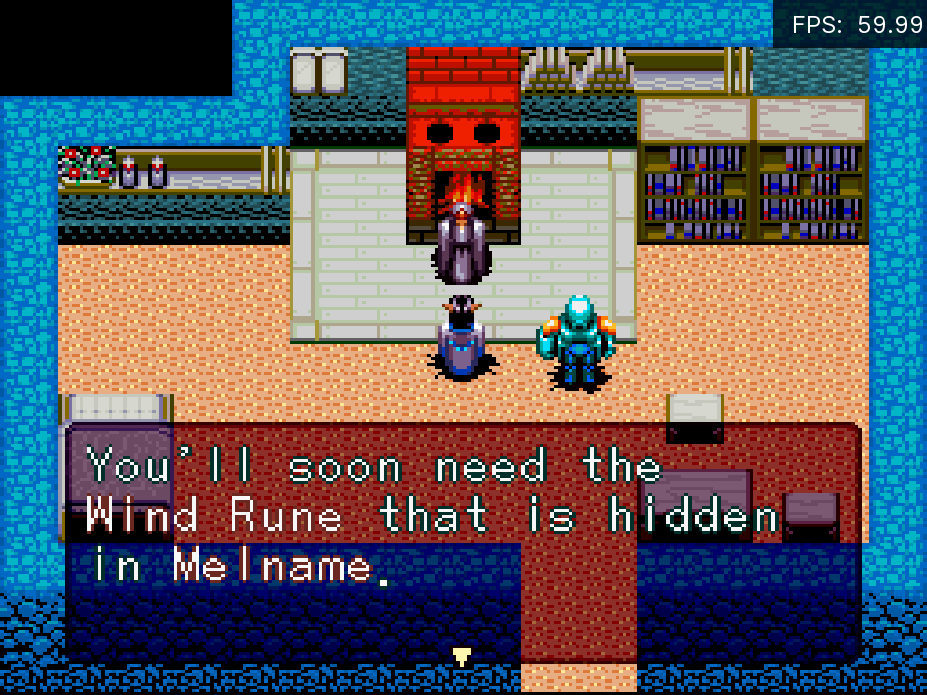 FPS: 59.99
You'll soon need the
Wind Rune that is hidden
in Melname.